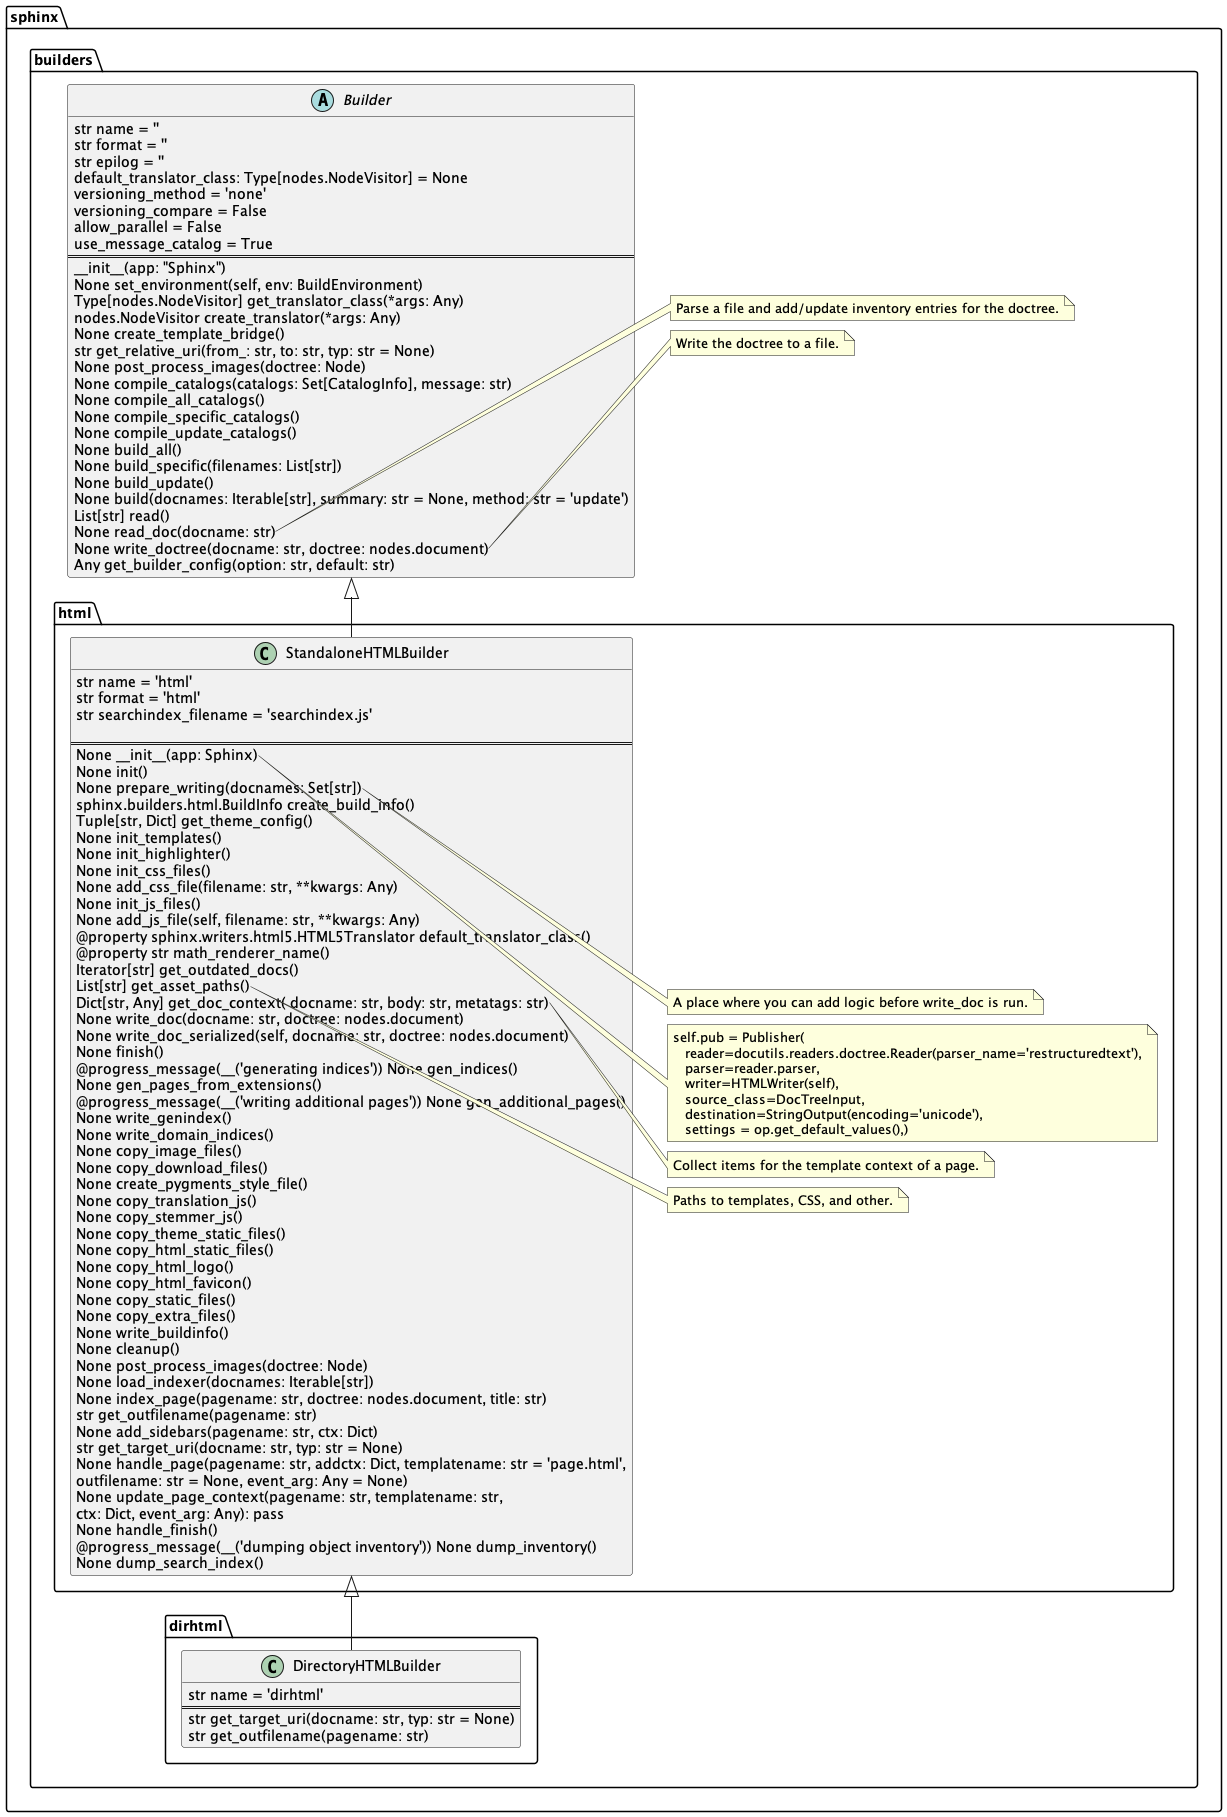 sphinx
builders
A Builder
str name = ''
str format = ''
str epilog = ''
default_translator_class: Type[nodes.NodeVisitor] = None
versioning_method = 'none'
versioning_compare = False
allow_parallel = False
use_message_catalog = True
__init__(app: "Sphinx")
None set_environment(self, env: BuildEnvironment)
Type[nodes.NodeVisitor] get_translator_class(*args: Any)
nodes.NodeVisitor create_translator(*args: Any)
None create_template_bridge()
str get_relative_uri(from_: str, to: str, typ: str = None)
None post_process_images(doctree: Node)
None compile_catalogs(catalogs: Set[CatalogInfo], message: str)
None compile_all_catalogs()
None compile_specific_catalogs()
None compile_update_catalogs()
None build_all()
None build_specific(filenames: List[str])
None build_update()
None build(docnames: Iterable[str], summary: str = None, method: str = 'update')
List[str] read()
None read_doc(docname: str)
None write_doctree(docname: str, doctree: nodes.document)
Any get_builder_config(option: str, default: str)
Parse a file and add/update inventory entries for the doctree.
Write the doctree to a file.
html
C StandaloneHTMLBuilder
str name = 'html'
str format = 'html'
str searchindex_filename = 'searchindex.js'
None __init__(app: Sphinx)
None init()
None prepare_writing(docnames: Set[str])
sphinx.builders.html.BuildInfo create_build_info()
Tuple[str, Dict] get_theme_config()
None init_templates()
None init_highlighter()
None init_css_files()
None add_css_file(filename: str, **kwargs: Any)
None init_js_files()
None add_js_file(self, filename: str, **kwargs: Any)
@property sphinx.writers.html5.HTML5Translator default_translator_class()
@property str math_renderer_name()
Iterator[str] get_outdated_docs()
List[str] get_asset_paths()
Dict[str, Any] get_doc_context( docname: str, body: str, metatags: str)
None write_doc(docname: str, doctree: nodes.document)
None write_doc_serialized(self, docname: str, doctree: nodes.document)
None finish()
@progress_message(__('generating indices')) None gen_indices()
None gen_pages_from_extensions()
@progress_message(__('writing additional pages')) None gen_additional_pages()
None write_genindex()
None write_domain_indices()
None copy_image_files()
None copy_download_files()
None create_pygments_style_file()
None copy_translation_js()
None copy_stemmer_js()
None copy_theme_static_files()
None copy_html_static_files()
None copy_html_logo()
None copy_html_favicon()
None copy_static_files()
None copy_extra_files()
None write_buildinfo()
None cleanup()
None post_process_images(doctree: Node)
None load_indexer(docnames: Iterable[str])
None index_page(pagename: str, doctree: nodes.document, title: str)
str get_outfilename(pagename: str)
None add_sidebars(pagename: str, ctx: Dict)
str get_target_uri(docname: str, typ: str = None)
None handle_page(pagename: str, addctx: Dict, templatename: str = 'page.html',
outfilename: str = None, event_arg: Any = None)
None update_page_context(pagename: str, templatename: str,
ctx: Dict, event_arg: Any): pass
None handle_finish()
@progress_message(__('dumping object inventory')) None dump_inventory()
None dump_search_index()
A place where you can add logic before write_doc is run.
self.pub = Publisher(
reader=docutils.readers.doctree.Reader(parser_name='restructuredtext'),
parser=reader.parser,
writer=HTMLWriter(self),
source_class=DocTreeInput,
destination=StringOutput(encoding='unicode'),
settings = op.get_default_values(),)
Collect items for the template context of a page.
Paths to templates, CSS, and other.
dirhtml
C DirectoryHTMLBuilder
str name = 'dirhtml'
str get_target_uri(docname: str, typ: str = None)
str get_outfilename(pagename: str)